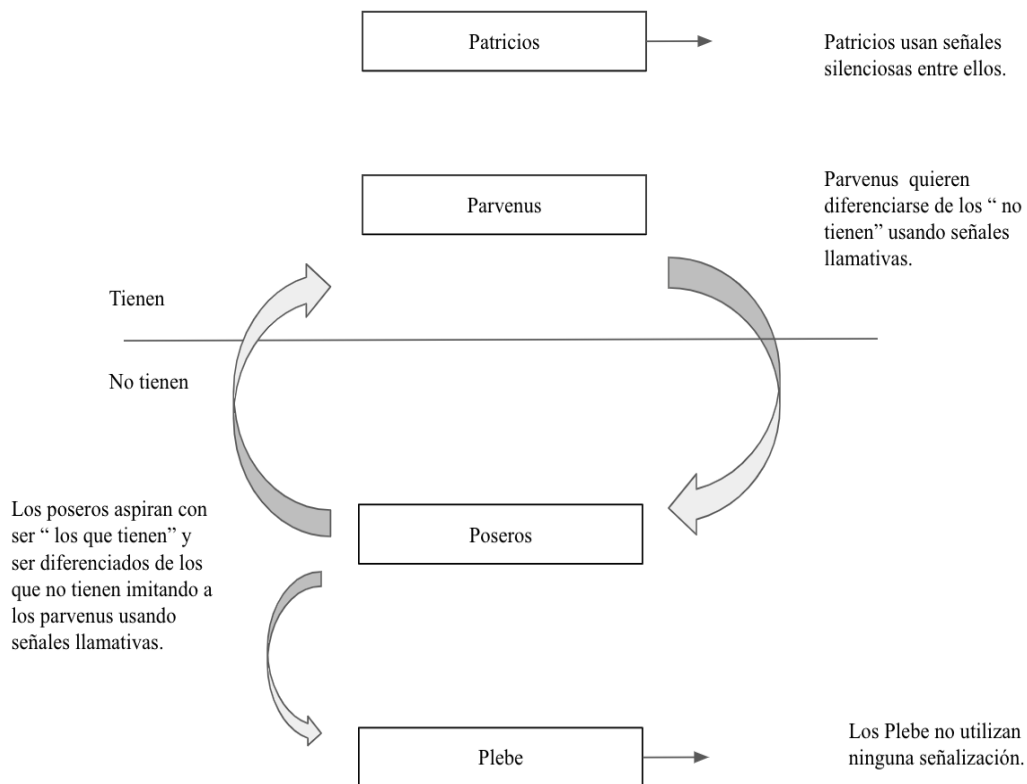 Patricios
Patricios usan señales
silenciosas entre ellos.
Parvenus
Parvenus quieren
diferenciarse de los “ no
tienen” usando señales
llamativas.
Tienen
No tienen
Los poseros aspiran con
ser “ los que tienen” y
ser diferenciados de los
que no tienen imitando a
los parvenus usando
señales llamativas.
Poseros
Plebe
Los Plebe no utilizan
ninguna señalización.